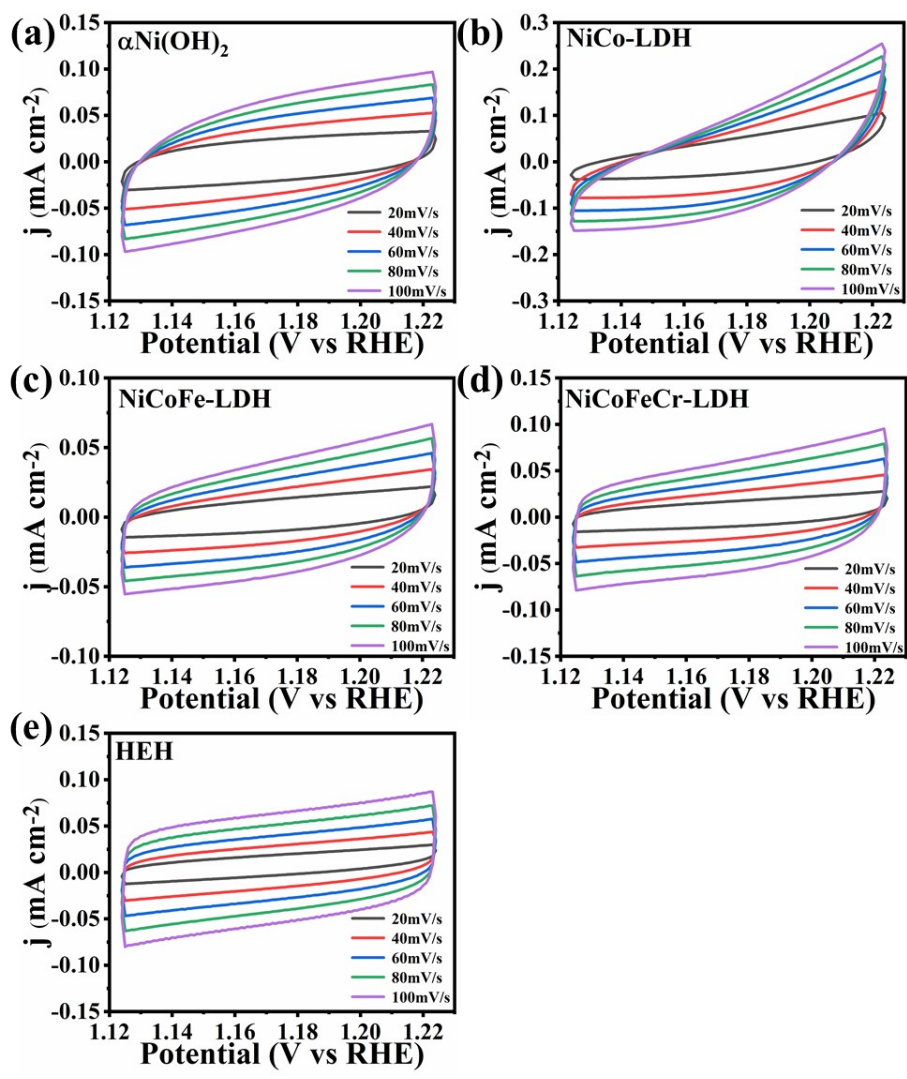 (a)
αNi(OH)2
j (mA cm-2)
0.15
0.10
0.05
0.00
-0.05
-0.10
-0.15
20mV/s
40mV/s
60mV/s
80mV/s
100mV/s
1.12 1.14 1.16 1.18 1.20 1.22
Potential (V vs RHE)
(b)
NiCo-LDH
j (mA cm-2)
0.3
0.2
0.1
0.0
-0.1
-0.2
-0.3
20mV/s
40mV/s
60mV/s
80mV/s
100mV/s
1.12 1.14 1.16 1.18 1.20 1.22
Potential (V vs RHE)
(c)
NiCoFe-LDH
j (mA cm-2)
0.10
0.05
0.00
-0.05
-0.10
20mV/s
40mV/s
60mV/s
80mV/s
100mV/s
1.12 1.14 1.16 1.18 1.20 1.22
Potential (V vs RHE)
(d)
NiCoFeCr-LDH
j (mA cm-2)
0.15
0.10
0.05
0.00
-0.05
-0.10
-0.15
20mV/s
40mV/s
60mV/s
80mV/s
100mV/s
1.12 1.14 1.16 1.18 1.20 1.22
Potential (V vs RHE)
(e)
HEH
j (mA cm-2)
0.15
0.10
0.05
0.00
-0.05
-0.10
-0.15
20mV/s
40mV/s
60mV/s
80mV/s
100mV/s
1.12 1.14 1.16 1.18 1.20 1.22
Potential (V vs RHE)